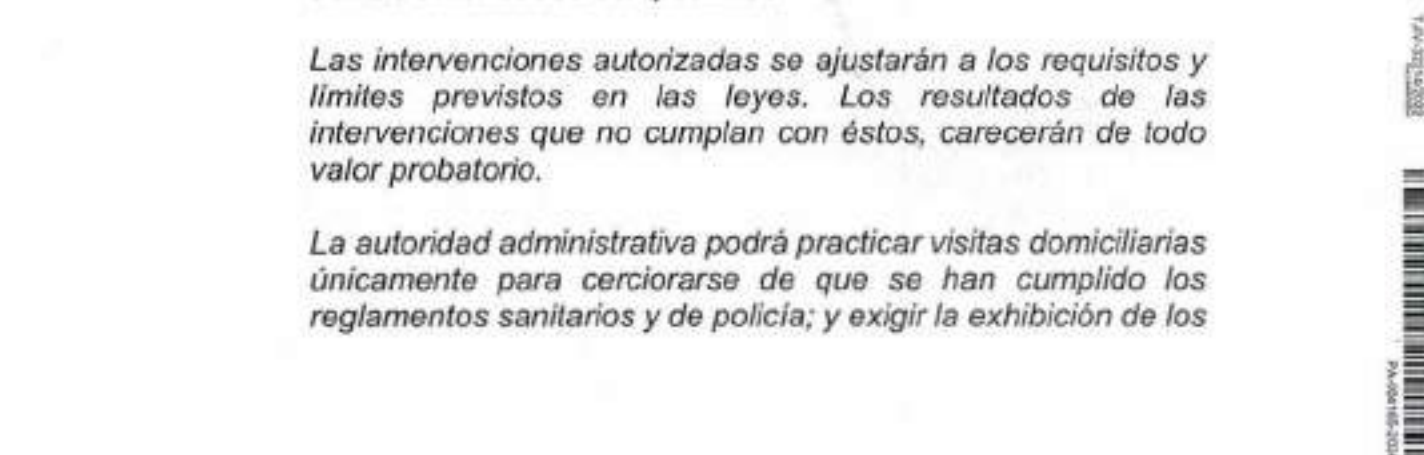 Las intervenciones autorizadas se ajustarán a los requisitos y
límites previstos en las leyes. Los resultados de las
intervenciones que no cumplan con éstos, carecerán de todo
valor probatorio.
La autoridad administrativa podrá practicar visitas domiciliarias
únicamente para cerciorarse de que se han cumplido los
reglamentos sanitarios y de policía; y exigir la exhibición de los